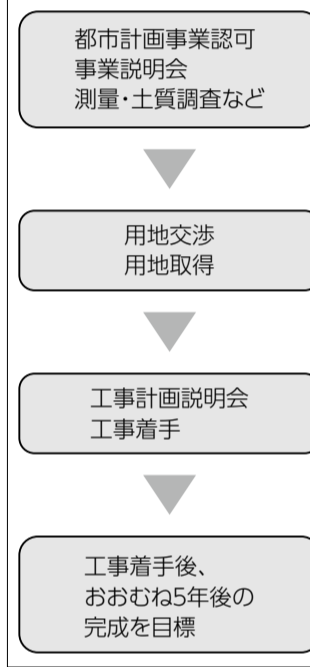 都市計画事業認可
事業説明会
測量・土質調査など
用地交渉
用地取得
工事計画説明会
工事着手
工事着手後、
おおむね5年後の
完成を目標